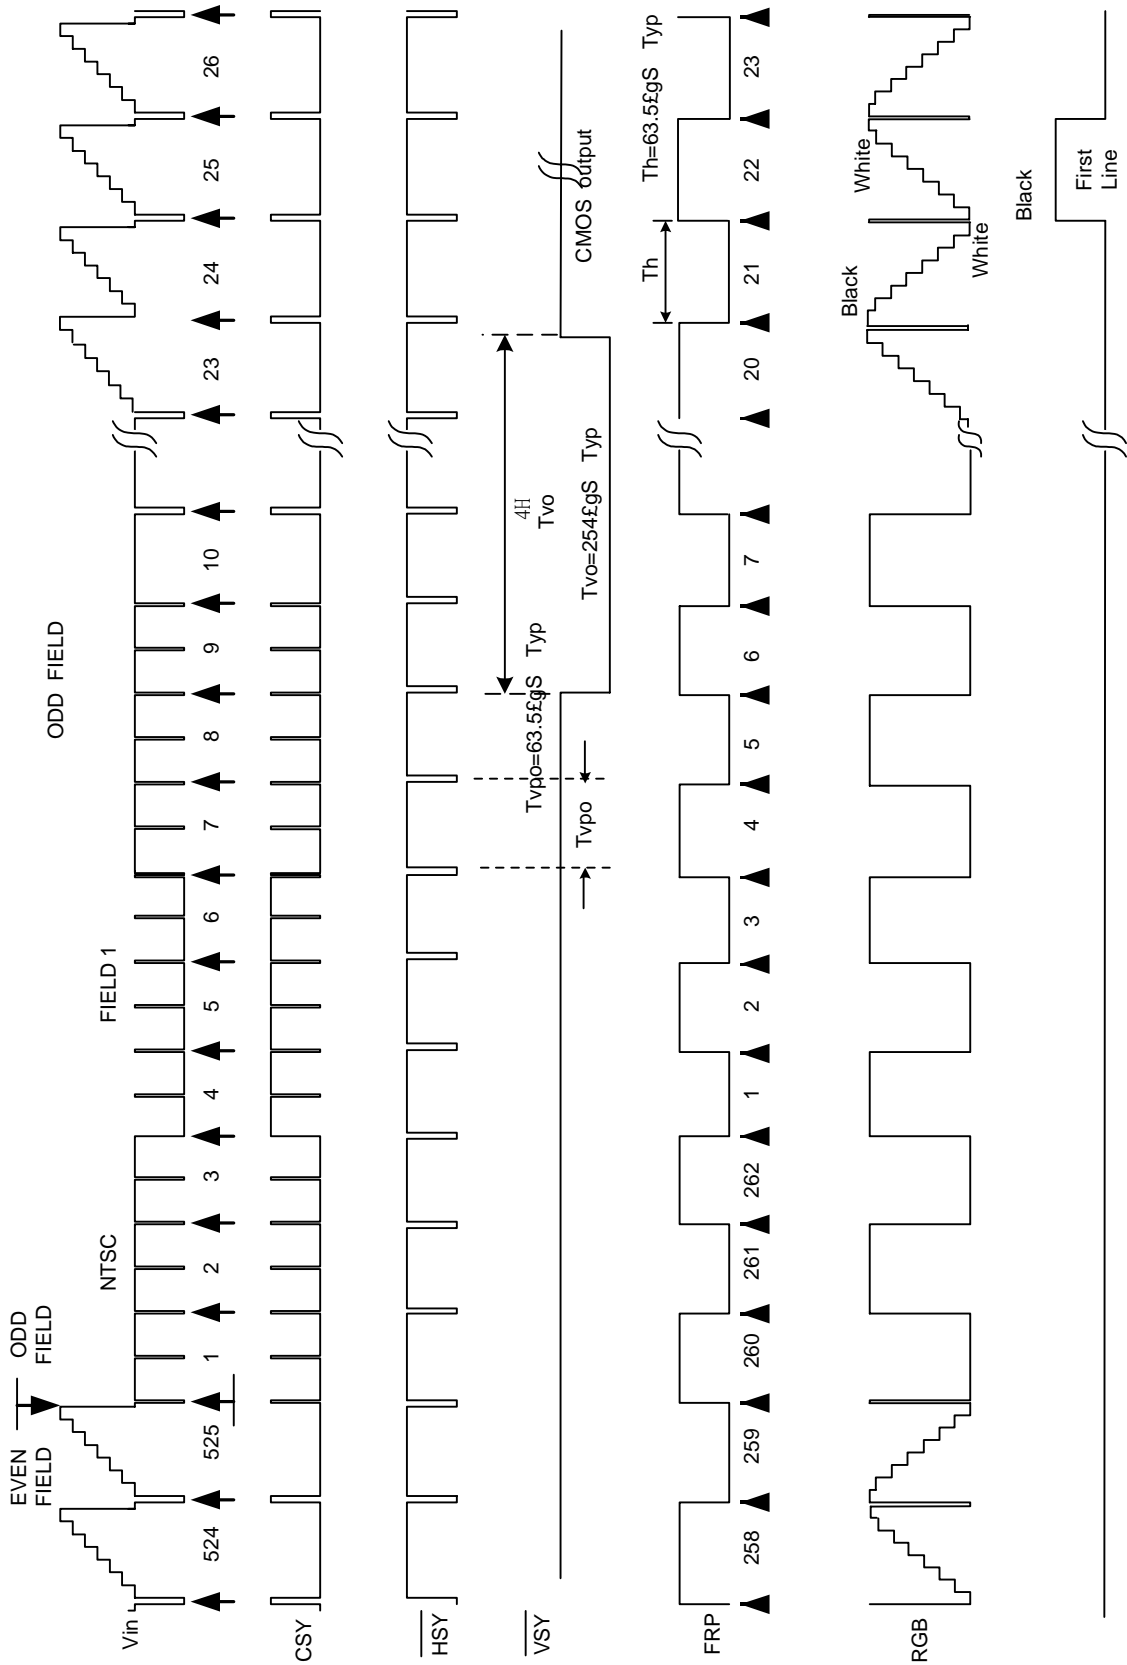 EVEN FIELD
ODD FIELD
NTSC
FIELD 1
ODD FIELD
Vin
524 525 1 2 3 4 5 6 7 8 9 10 23 24 25 26
CSY
HSY
VSY
Tvpo
Tvpo=63.5£gS Typ
4H
Tvo
Tvo=254£gS Typ
CMOS output
FRP
Th
Th=63.5£gS Typ
258 259 260 261 262 1 2 3 4 5 6 7 20 21 22 23
RGB
Black
White
White
Black
First
Line